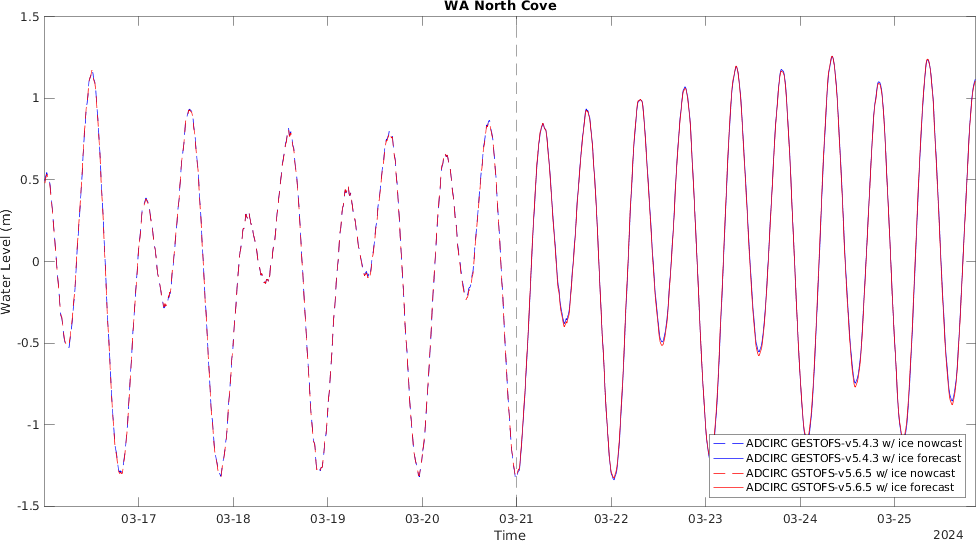 WA North Cove
1.5
1
0.5
0
-0.5
-1
-1.5
Water Level (m)
03-17 03-18 03-19 03-20 03-21 03-22 03-23 03-24 03-25
Time
2024
ADCIRC GESTOFS-v5.4.3 w/ ice nowcast
ADCIRC GESTOFS-v5.4.3 w/ ice forecast
ADCIRC GSTOFS-v5.6.5 w/ ice nowcast
ADCIRC GSTOFS-v5.6.5 w/ ice forecast